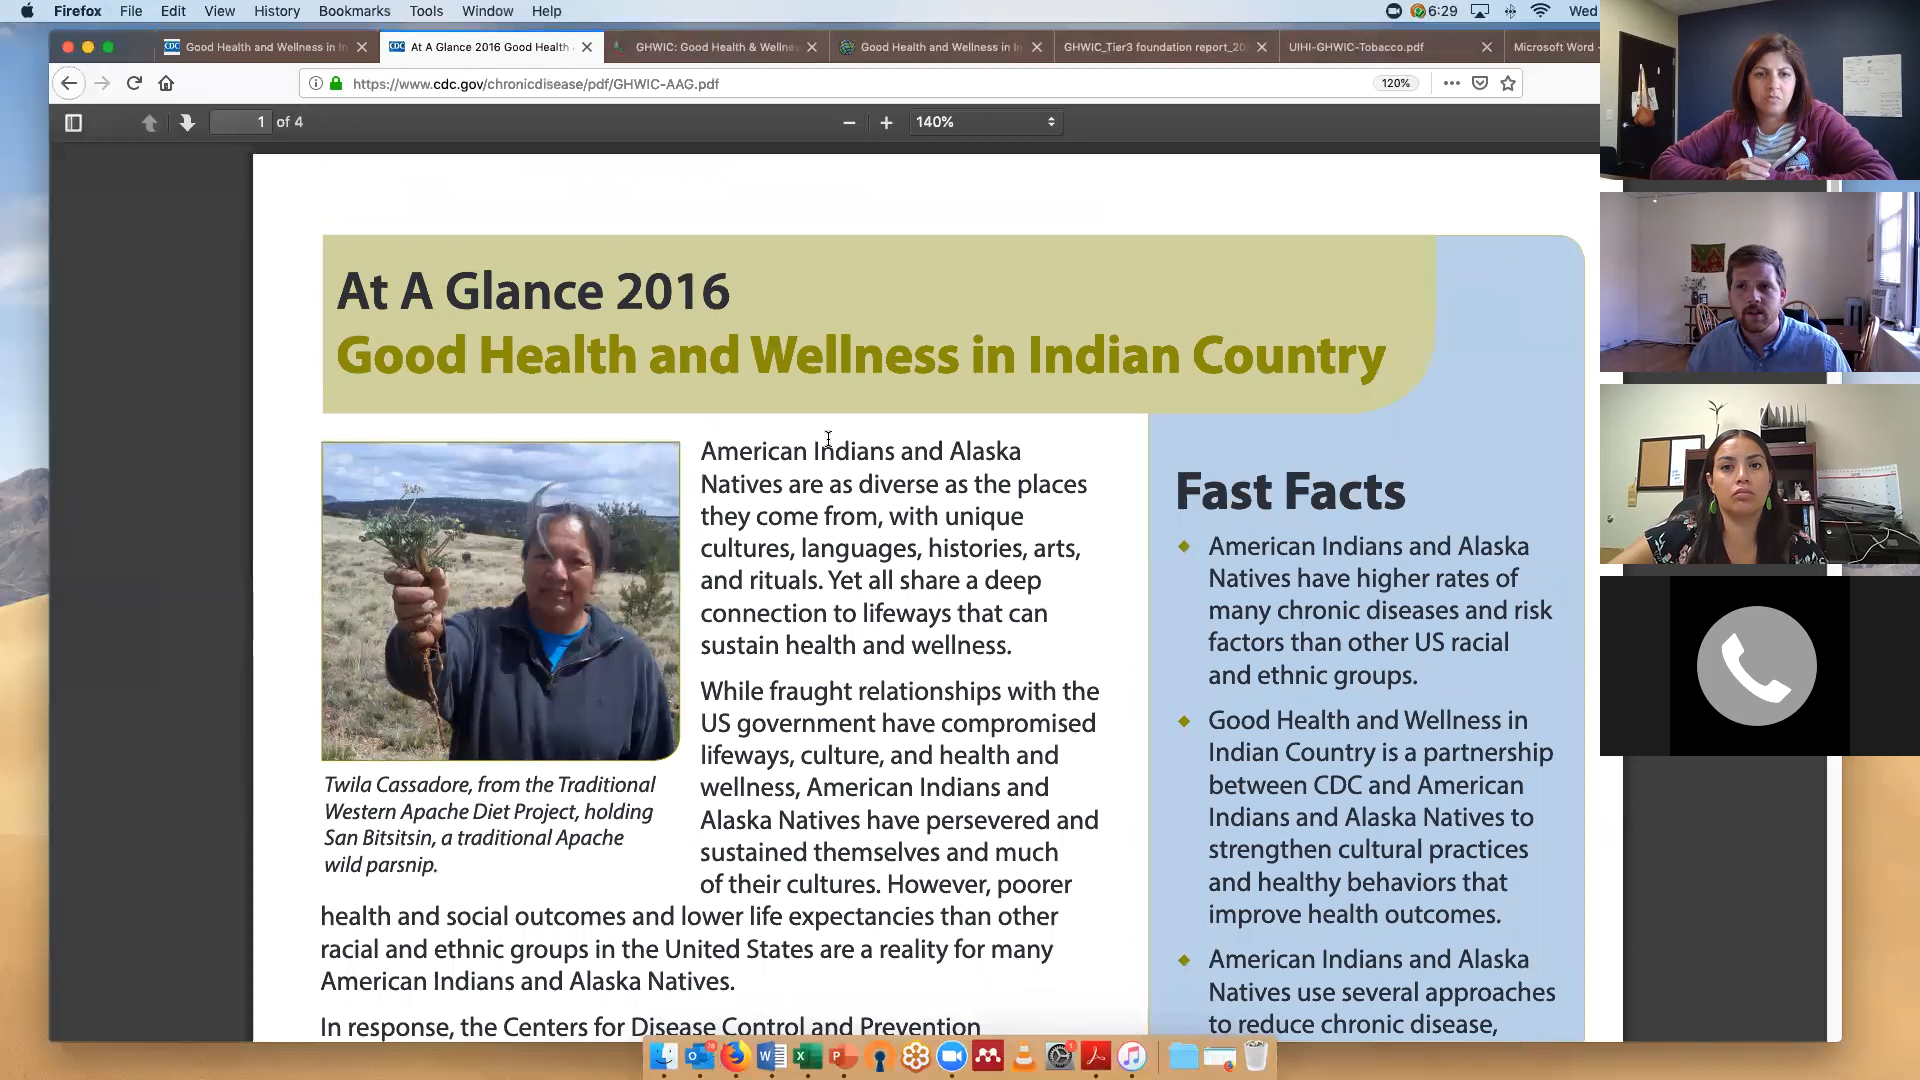 Firefox File Edit View History Bookmarks Tools Window Help
6:29 Wed
Good Health and Wellness in
At A Glance 2016 Good Health
GHWIC: Good Health & Wellne
Good Health and Wellness in
GHWIC_Tier3 foundation report_20
UIHI-GHWIC-Tobacco.pdf
Microsoft Word
https://www.cdc.gov/chronicdisease/pdf/GHWIC-AAG.pdf
120%
1 of 4
140%
At A Glance 2016
Good Health and Wellness in Indian Country
Twila Cassadore, from the Traditional
Western Apache Diet Project, holding
San Bitsitsin, a traditional Apache
wild parsnip.
American Indians and Alaska
Natives are as diverse as the places
they come from, with unique
cultures, languages, histories, arts,
and rituals. Yet all share a deep
connection to lifeways that can
sustain health and wellness.
While fraught relationships with the
US government have compromised
lifeways, culture, and health and
wellness, American Indians and
Alaska Natives have persevered and
sustained themselves and much
of their cultures. However, poorer
health and social outcomes and lower life expectancies than other
racial and ethnic groups in the United States are a reality for many
American Indians and Alaska Natives.
In response, the Centers for Disease Control and Prevention
Fast Facts
American Indians and Alaska
Natives have higher rates of
many chronic diseases and risk
factors than other US racial
and ethnic groups.
Good Health and Wellness in
Indian Country is a partnership
between CDC and American
Indians and Alaska Natives to
strengthen cultural practices
and healthy behaviors that
improve health outcomes.
American Indians and Alaska
Natives use several approaches
to reduce chronic disease,